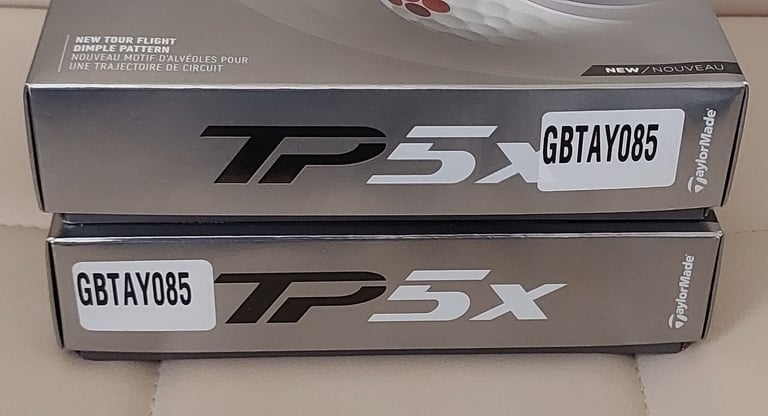 NEW TOUR FLIGHT
DIMPLE PATTERN
NOUVEAU MOTIF D'ALVÉOLES POUR
UNE TRAJECTOIRE DE CIRCUIT
NEW/NOUVEAU
TP5x
GBTAY085
TaylorMade
GBTAY085
TP5x
TaylorMade